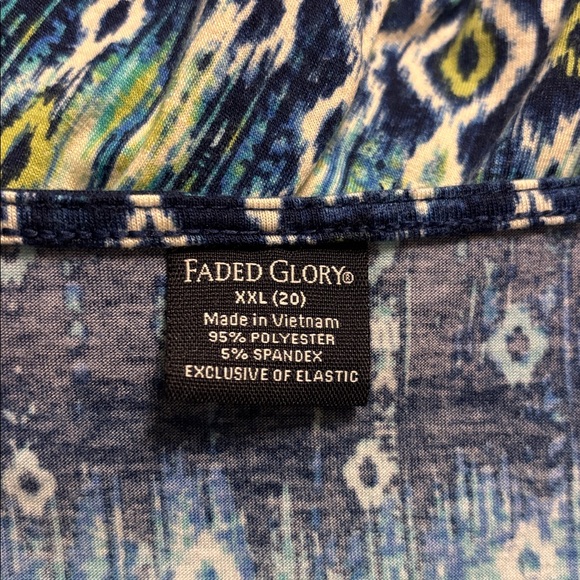 FADED GLORY®
XXL (20)
Made in Vietnam
95% POLYESTER
5% SPANDEX
EXCLUSIVE OF ELASTIC